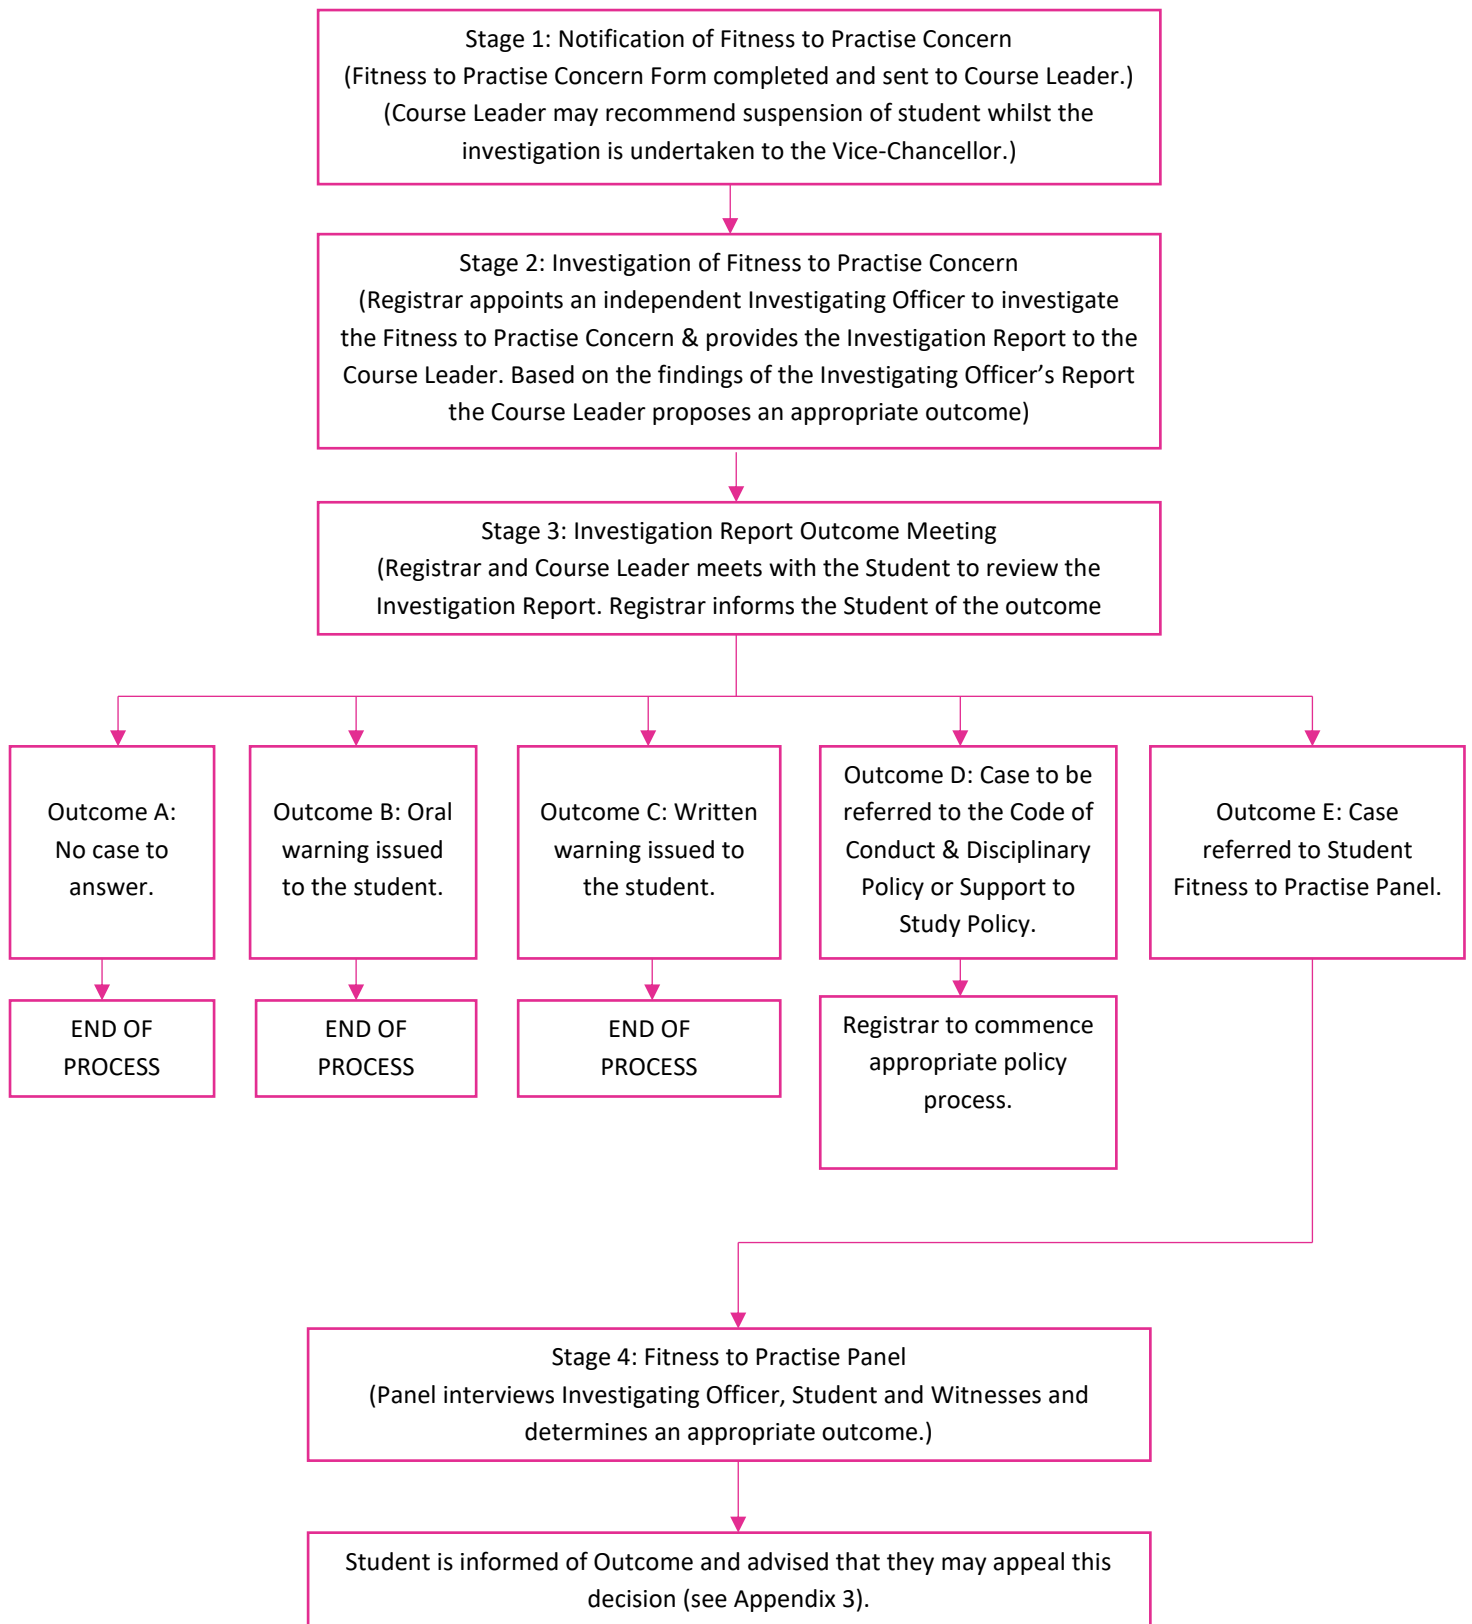 Stage 1: Notification of Fitness to Practise Concern
(Fitness to Practise Concern Form completed and sent to Course Leader.)
(Course Leader may recommend suspension of student whilst the
investigation is undertaken to the Vice-Chancellor.)
Stage 2: Investigation of Fitness to Practise Concern
(Registrar appoints an independent Investigating Officer to investigate
the Fitness to Practise Concern & provides the Investigation Report to the
Course Leader. Based on the findings of the Investigating Officer’s Report
the Course Leader proposes an appropriate outcome)
Stage 3: Investigation Report Outcome Meeting
(Registrar and Course Leader meets with the Student to review the
Investigation Report. Registrar informs the Student of the outcome
Outcome A:
No case to
answer.
Outcome B: Oral
warning issued
to the student.
Outcome C: Written
warning issued to
the student.
Outcome D: Case to be
referred to the Code of
Conduct & Disciplinary
Policy or Support to
Study Policy.
Outcome E: Case
referred to Student
Fitness to Practise Panel.
END OF
PROCESS
END OF
PROCESS
END OF
PROCESS
Registrar to commence
appropriate policy
process.
Stage 4: Fitness to Practise Panel
(Panel interviews Investigating Officer, Student and Witnesses and
determines an appropriate outcome.)
Student is informed of Outcome and advised that they may appeal this
decision (see Appendix 3).